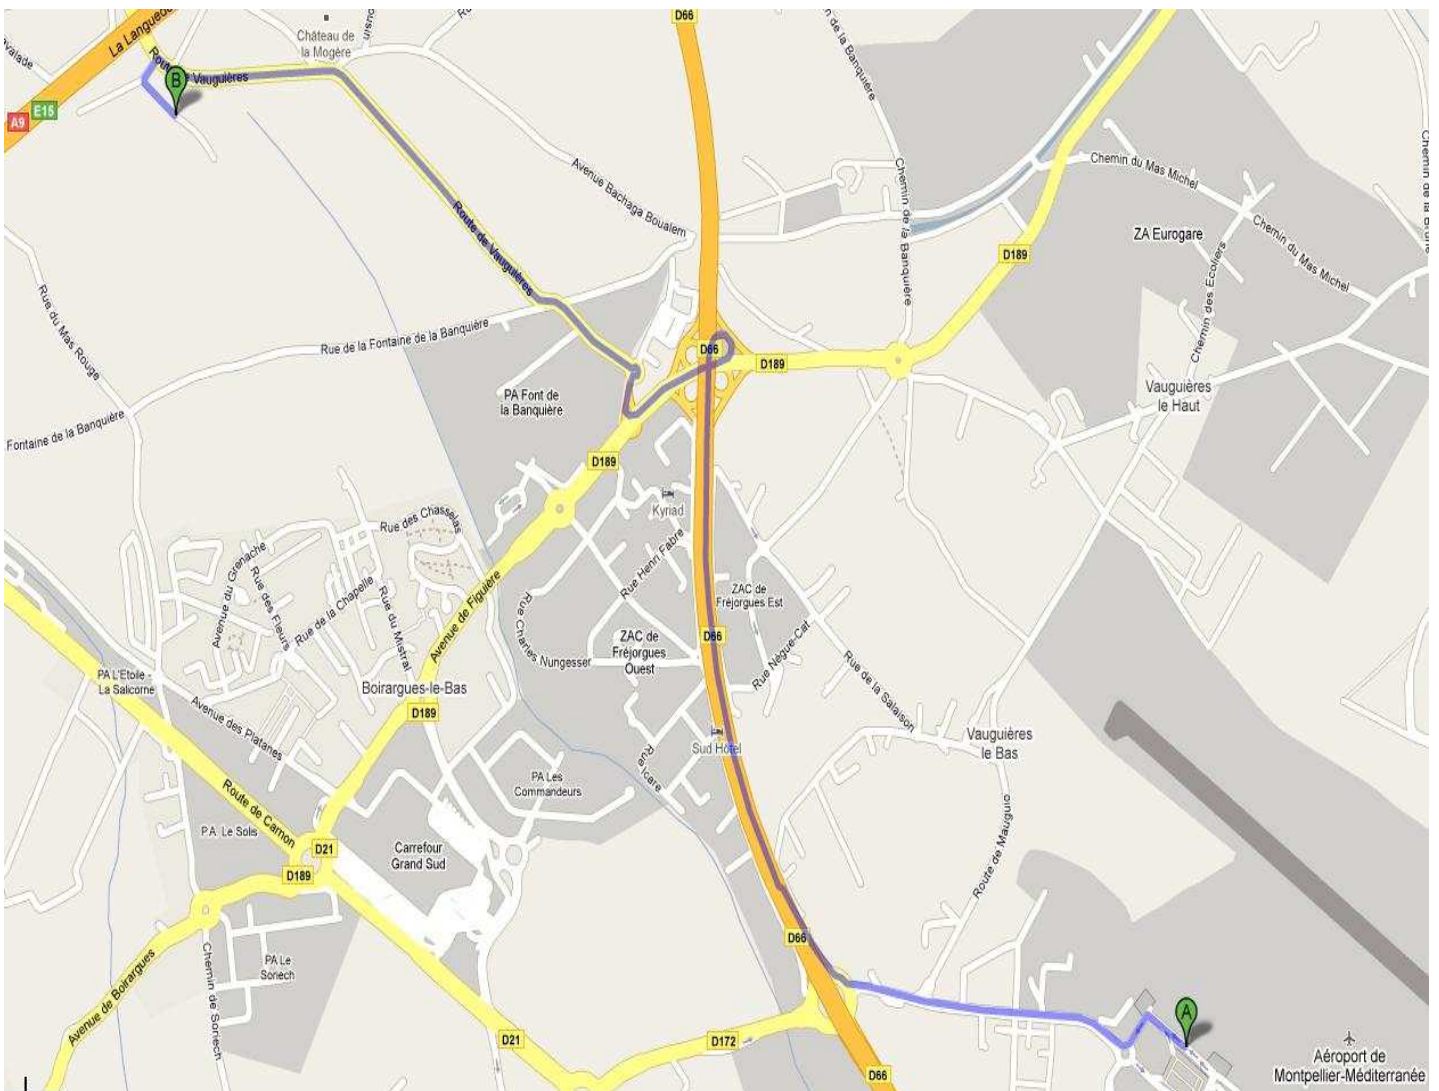 D66
La Langued
Château de
la Mogère
Chemin de la Banquière
avalade
Route de Vauguières
B
E15
A9
Avenue Bachaga Boualem
Chemin du Mas Michel
Chemin de la Banquière
Route de Vauguières
ZA Eurogare
Chemin du Mas Michel
D189
Chemin des Ecoliers
Rue du Mas Rouge
Rue de la Fontaine de la Banquière
D66
D189
PA Font de
la Banquière
Vauguières
le Haut
Fontaine de la Banquière
D189
Kyriad
Rue des Chasselas
Avenue du Grenache
Rue des Fleurs
Rue de la Chapelle
Rue du Mistral
Avenue de Figuière
Rue Henri Fabre
Rue Charles Nungesser
ZAC de
Fréjorgues Est
ZAC de
Fréjorgues
Ouest
D66
Rue Nègue-Cat
Rue de la Salaison
PA L'Etoile -
La Salicorne
Boirargues-le-Bas
D189
Avenue des Platanes
Sud Hôtel
Rue Icare
Vauguières
le Bas
PA Les
Commandeurs
Route de Carnon
P.A. Le Solis
D21
Carrefour
Grand Sud
D189
Route de Mauguio
D66
PA Le
Soriech
Avenue de Boirargues
Chemin de Soriech
D21
D172
A
D66
Aéroport de
Montpellier-Méditerranée